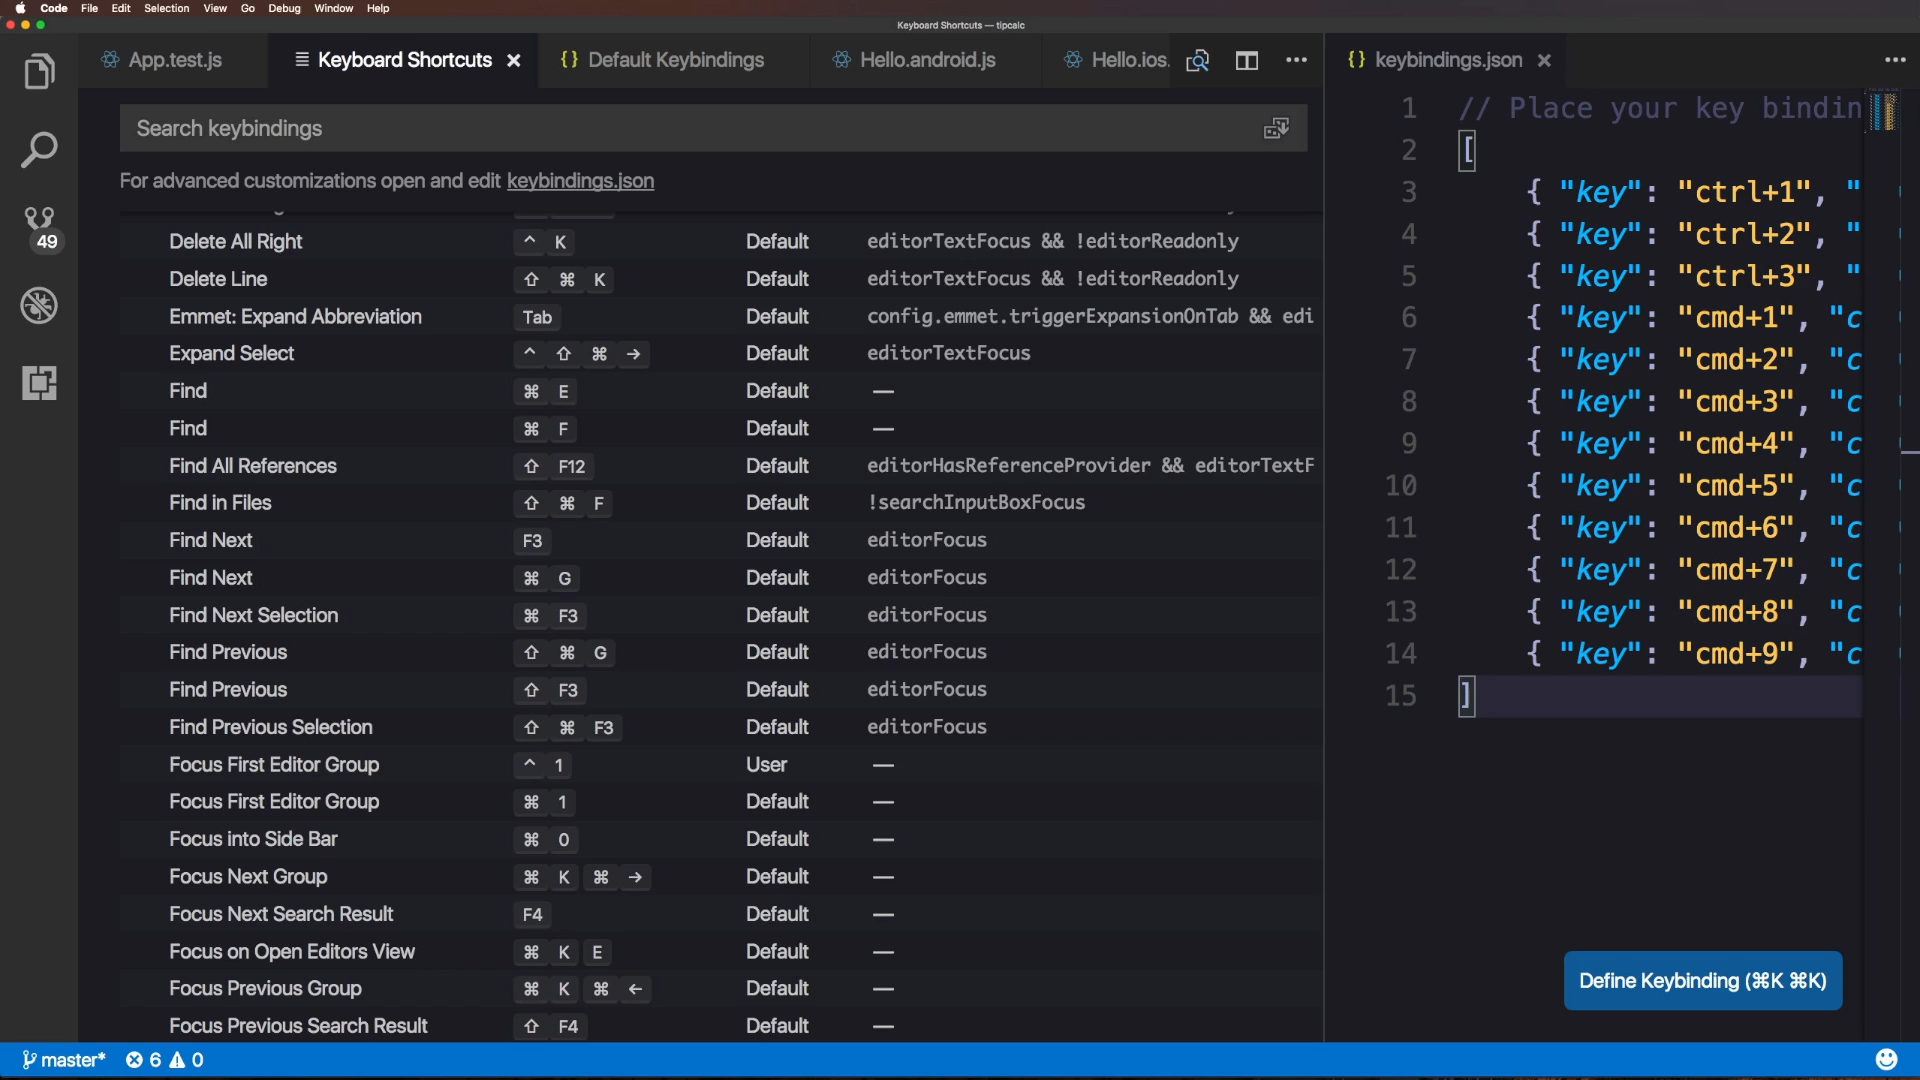 Code File Edit Selection View Go Debug Window Help
Keyboard Shortcuts — tipcalc
App.test.js Keyboard Shortcuts × {} Default Keybindings Hello.android.js Hello.ios. ••• {} keybindings.json × •••
Search keybindings
For advanced customizations open and edit keybindings.json
49
Delete All Right ^ K Default editorTextFocus && !editorReadonly
Delete Line ⇧ ⌘ K Default editorTextFocus && !editorReadonly
Emmet: Expand Abbreviation Tab Default config.emmet.triggerExpansionOnTab && edi
Expand Select ^ ⇧ ⌘ → Default editorTextFocus
Find ⌘ E Default —
Find ⌘ F Default —
Find All References ⇧ F12 Default editorHasReferenceProvider && editorTextF
Find in Files ⇧ ⌘ F Default !searchInputBoxFocus
Find Next F3 Default editorFocus
Find Next ⌘ G Default editorFocus
Find Next Selection ⌘ F3 Default editorFocus
Find Previous ⇧ ⌘ G Default editorFocus
Find Previous ⇧ F3 Default editorFocus
Find Previous Selection ⇧ ⌘ F3 Default editorFocus
Focus First Editor Group ^ 1 User —
Focus First Editor Group ⌘ 1 Default —
Focus into Side Bar ⌘ 0 Default —
Focus Next Group ⌘ K ⌘ → Default —
Focus Next Search Result F4 Default —
Focus on Open Editors View ⌘ K E Default —
Focus Previous Group ⌘ K ⌘ ← Default —
Focus Previous Search Result ⇧ F4 Default —
1 // Place your key bindin
2 [
3 { "key": "ctrl+1", "
4 { "key": "ctrl+2", "
5 { "key": "ctrl+3", "
6 { "key": "cmd+1", "c
7 { "key": "cmd+2", "c
8 { "key": "cmd+3", "c
9 { "key": "cmd+4", "c
10 { "key": "cmd+5", "c
11 { "key": "cmd+6", "c
12 { "key": "cmd+7", "c
13 { "key": "cmd+8", "c
14 { "key": "cmd+9", "c
15 ]
Define Keybinding (⌘K ⌘K)
master* 6 0